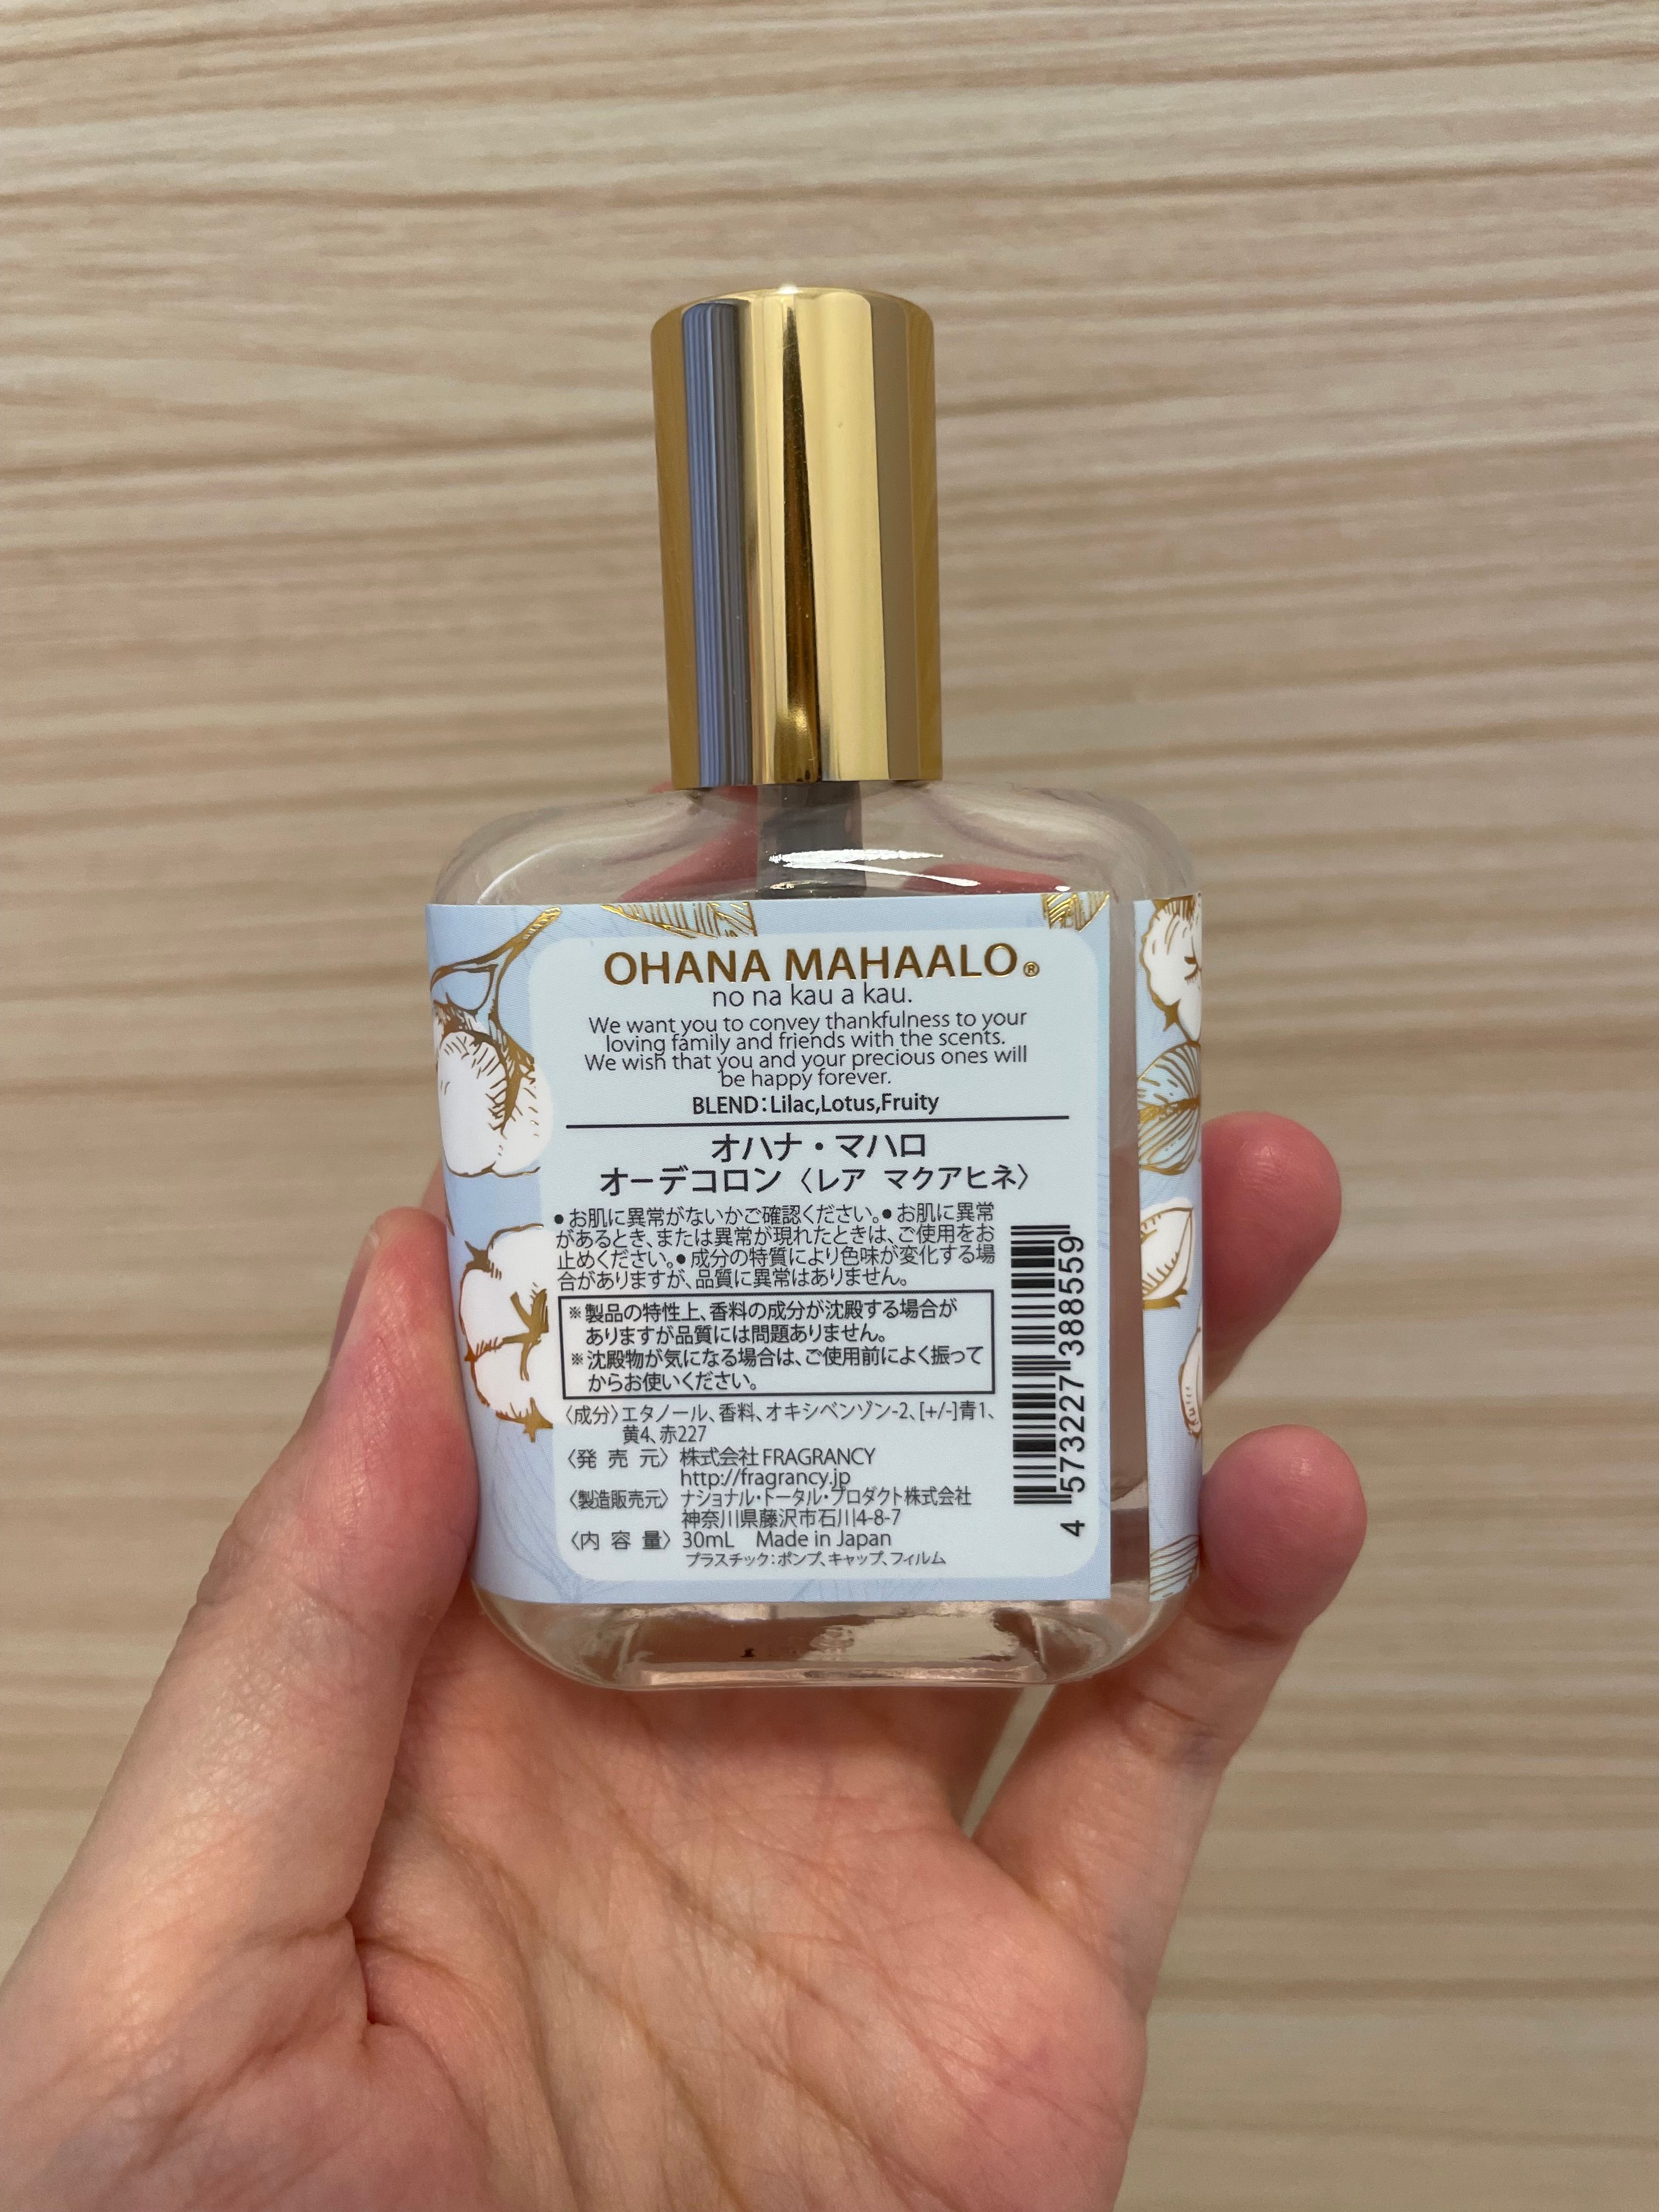 OHANA MAHAALO®
no na kau a kau.
We want you to convey thankfulness to your
loving family and friends with the scents.
We wish that you and your precious ones will
be happy forever.
BLEND:Lilac,Lotus,Fruity
オハナ・マハロ
オーデコロン〈レア マクアヒネ〉
●お肌に異常がないかご確認ください。●お肌に異常
があるとき、または異常が現れたときは、ご使用をお
止めください。●成分の特質により色味が変化する場
合がありますが、品質に異常はありません。
※製品の特性上、香料の成分が沈殿する場合が
ありますが品質には問題ありません。
※沈殿物が気になる場合は、ご使用前によく振って
からお使いください。
〈成分〉エタノール、香料、オキシベンゾン-2、[+/-]青1、
黄4、赤227
〈発売元〉株式会社FRAGRANCY
http://fragrancy.jp
〈製造販売元〉ナショナル・トータル・プロダクト株式会社
神奈川県藤沢市石川4-8-7
〈内容量〉30mL Made in Japan
プラスチック:ポンプ、キャップ、フィルム
4 573227 388559